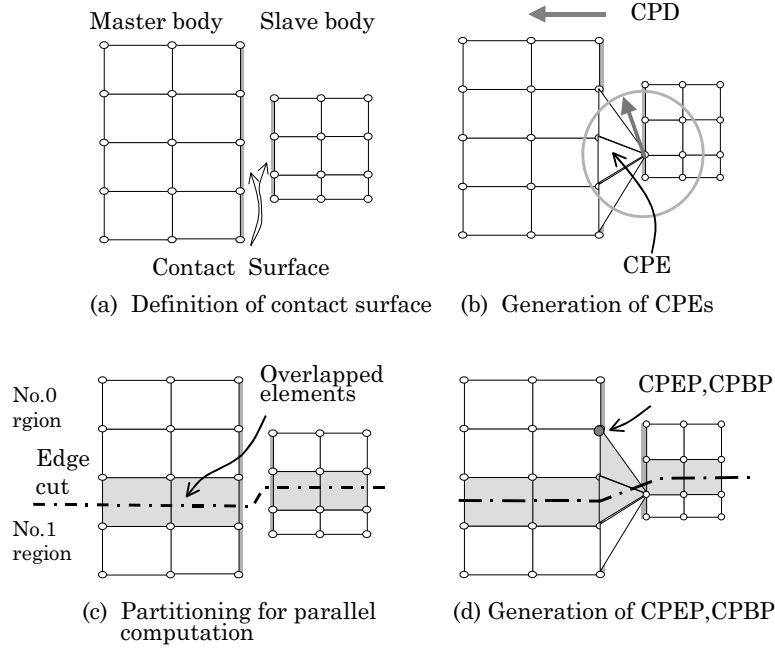 Master body
Slave body
CPD
Contact Surface
CPE
(a) Definition of contact surface
(b) Generation of CPEs
No.0
rgion
Overlapped
elements
CPEP,CPBP
Edge
cut
No.1
region
(c) Partitioning for parallel
computation
(d) Generation of CPEP,CPBP